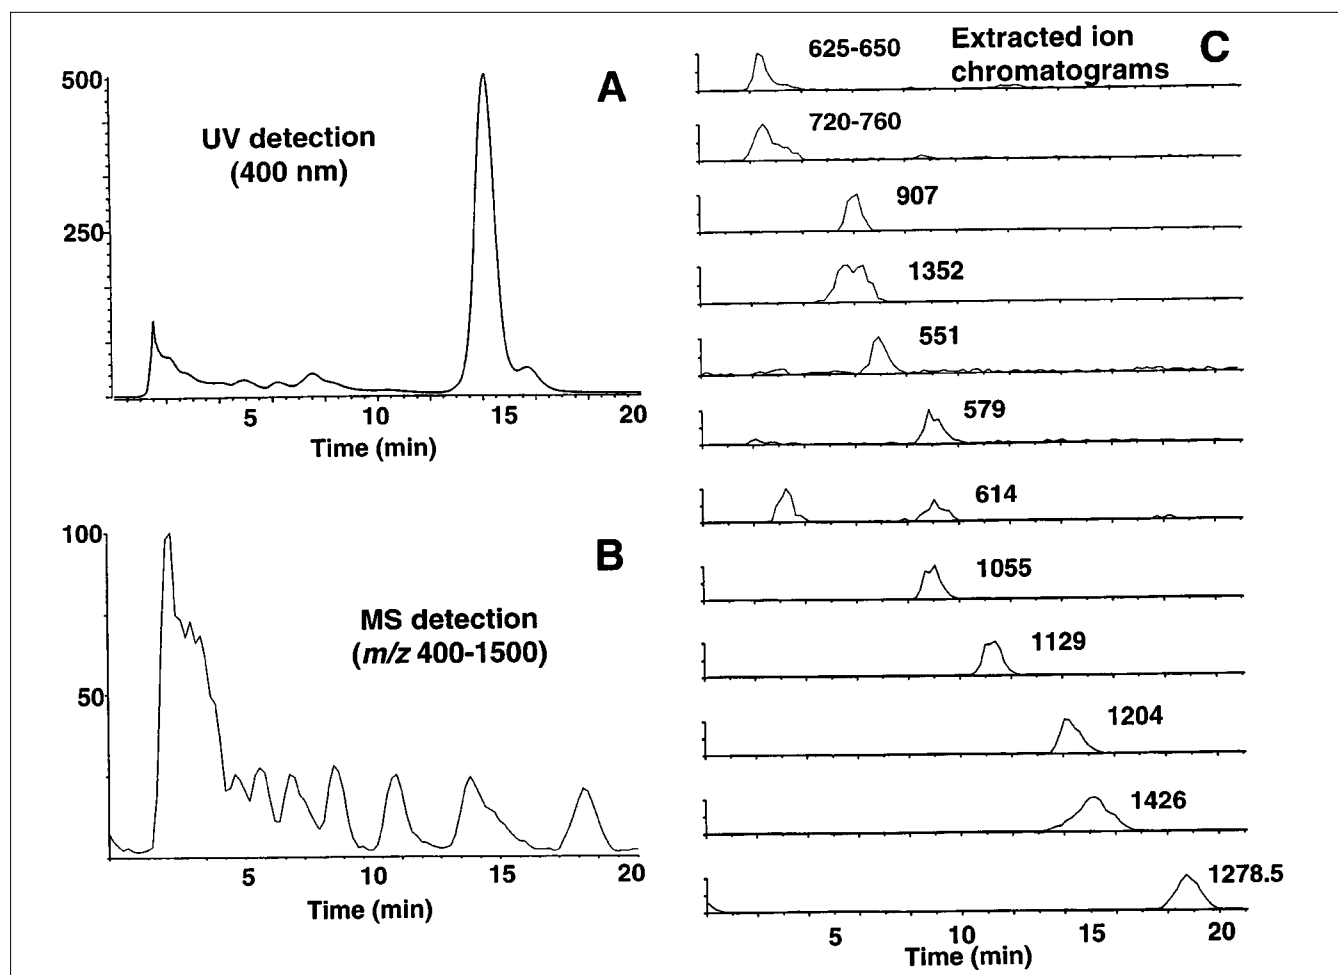 A
500
UV detection
(400 nm)
250
5 10 15 20
Time (min)
B
100
MS detection
(m/z 400-1500)
50
5 10 15 20
Time (min)
C
Extracted ion
chromatograms
625-650
720-760
907
1352
551
579
614
1055
1129
1204
1426
1278.5
5 10 15 20
Time (min)